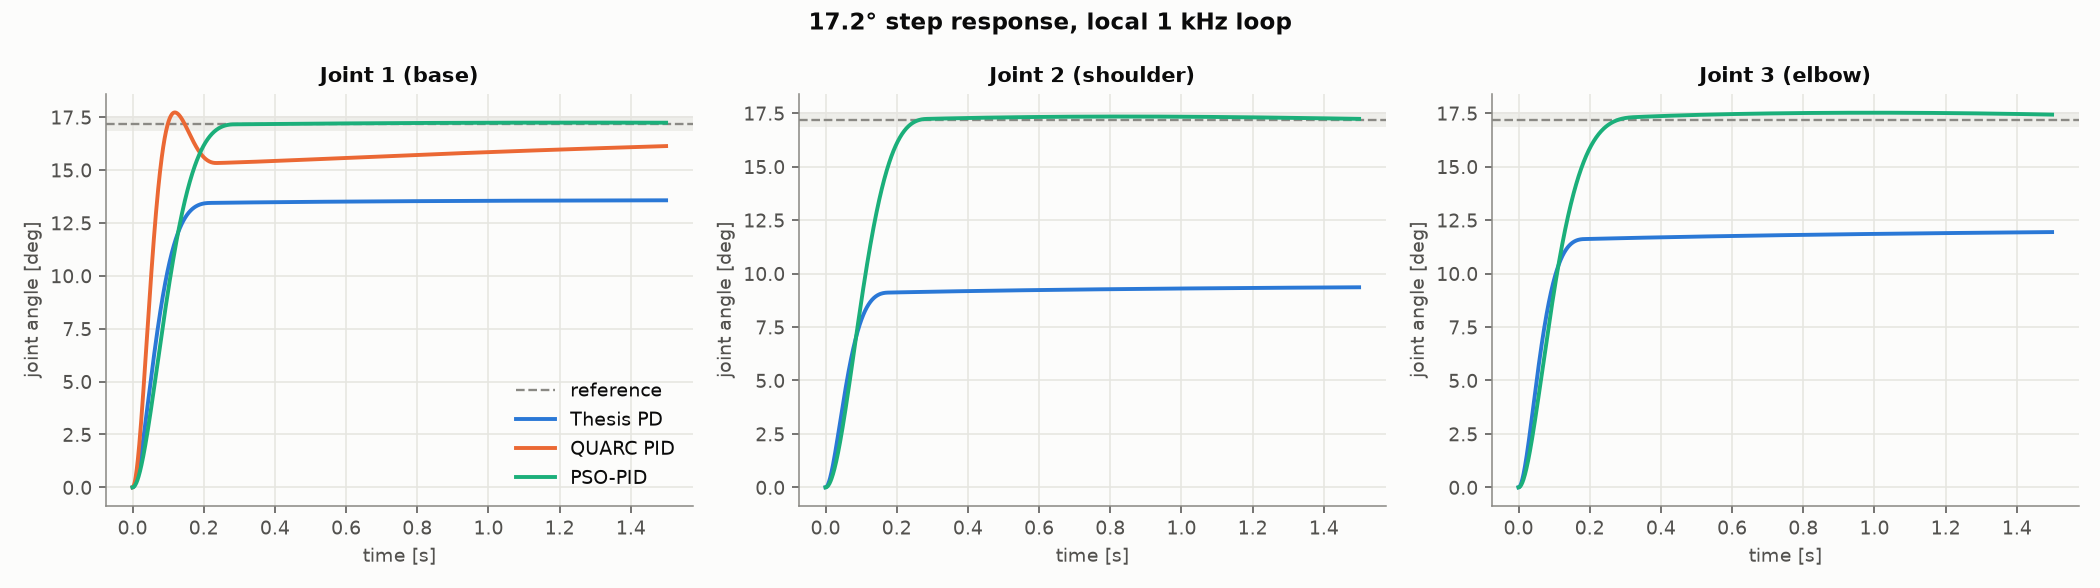 17.2° step response, local 1 kHz loop
Joint 1 (base)
joint angle [deg]
17.5
15.0
12.5
10.0
7.5
5.0
2.5
0.0
reference
Thesis PD
QUARC PID
PSO-PID
0.0 0.2 0.4 0.6 0.8 1.0 1.2 1.4
time [s]
Joint 2 (shoulder)
joint angle [deg]
17.5
15.0
12.5
10.0
7.5
5.0
2.5
0.0
0.0 0.2 0.4 0.6 0.8 1.0 1.2 1.4
time [s]
Joint 3 (elbow)
joint angle [deg]
17.5
15.0
12.5
10.0
7.5
5.0
2.5
0.0
0.0 0.2 0.4 0.6 0.8 1.0 1.2 1.4
time [s]